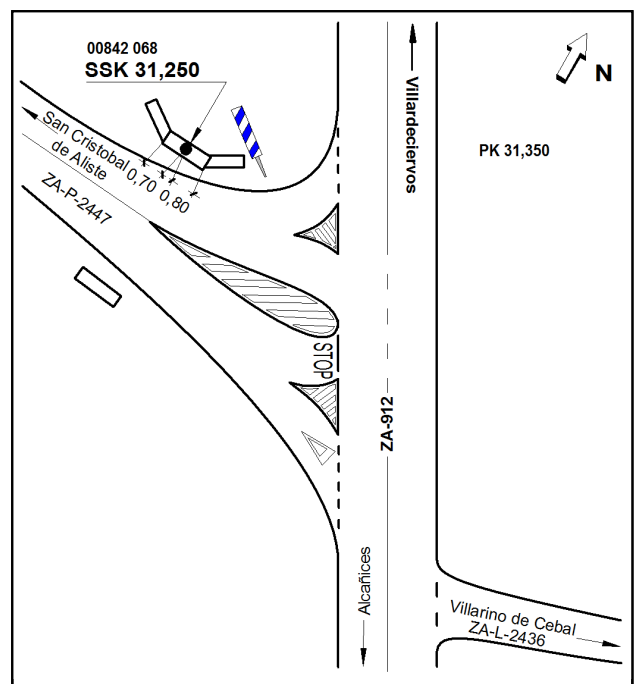 00842 068
SSK 31,250
N
Villardeciervos
PK 31,350
San Cristobal
de Aliste
0,70
0,80
ZA-P-2447
STOP
ZA-912
Alcañices
Villarino de Cebal
ZA-L-2436